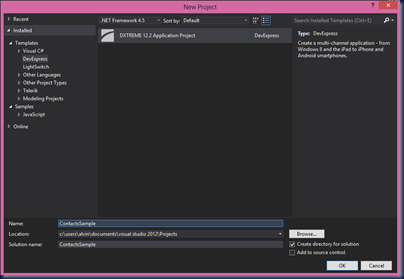 New Project
?
Recent
.NET Framework 4.5
Sort by:
Default
Search Installed Templates (Ctrl+E)
Installed
Templates
Visual C#
DevExpress
LightSwitch
Other Languages
Other Project Types
Telerik
Modeling Projects
Samples
JavaScript
Online
DXTREME 12.2 Application Project
DevExpress
Type: DevExpress
Create a multi-channel application - from
Windows 8 and the iPad to iPhone and
Android smartphones.
Name:
ContactsSample
Location:
c:\users\alvin\documents\visual studio 2012\Projects
Browse...
Solution name:
ContactsSample
Create directory for solution
Add to source control
OK
Cancel